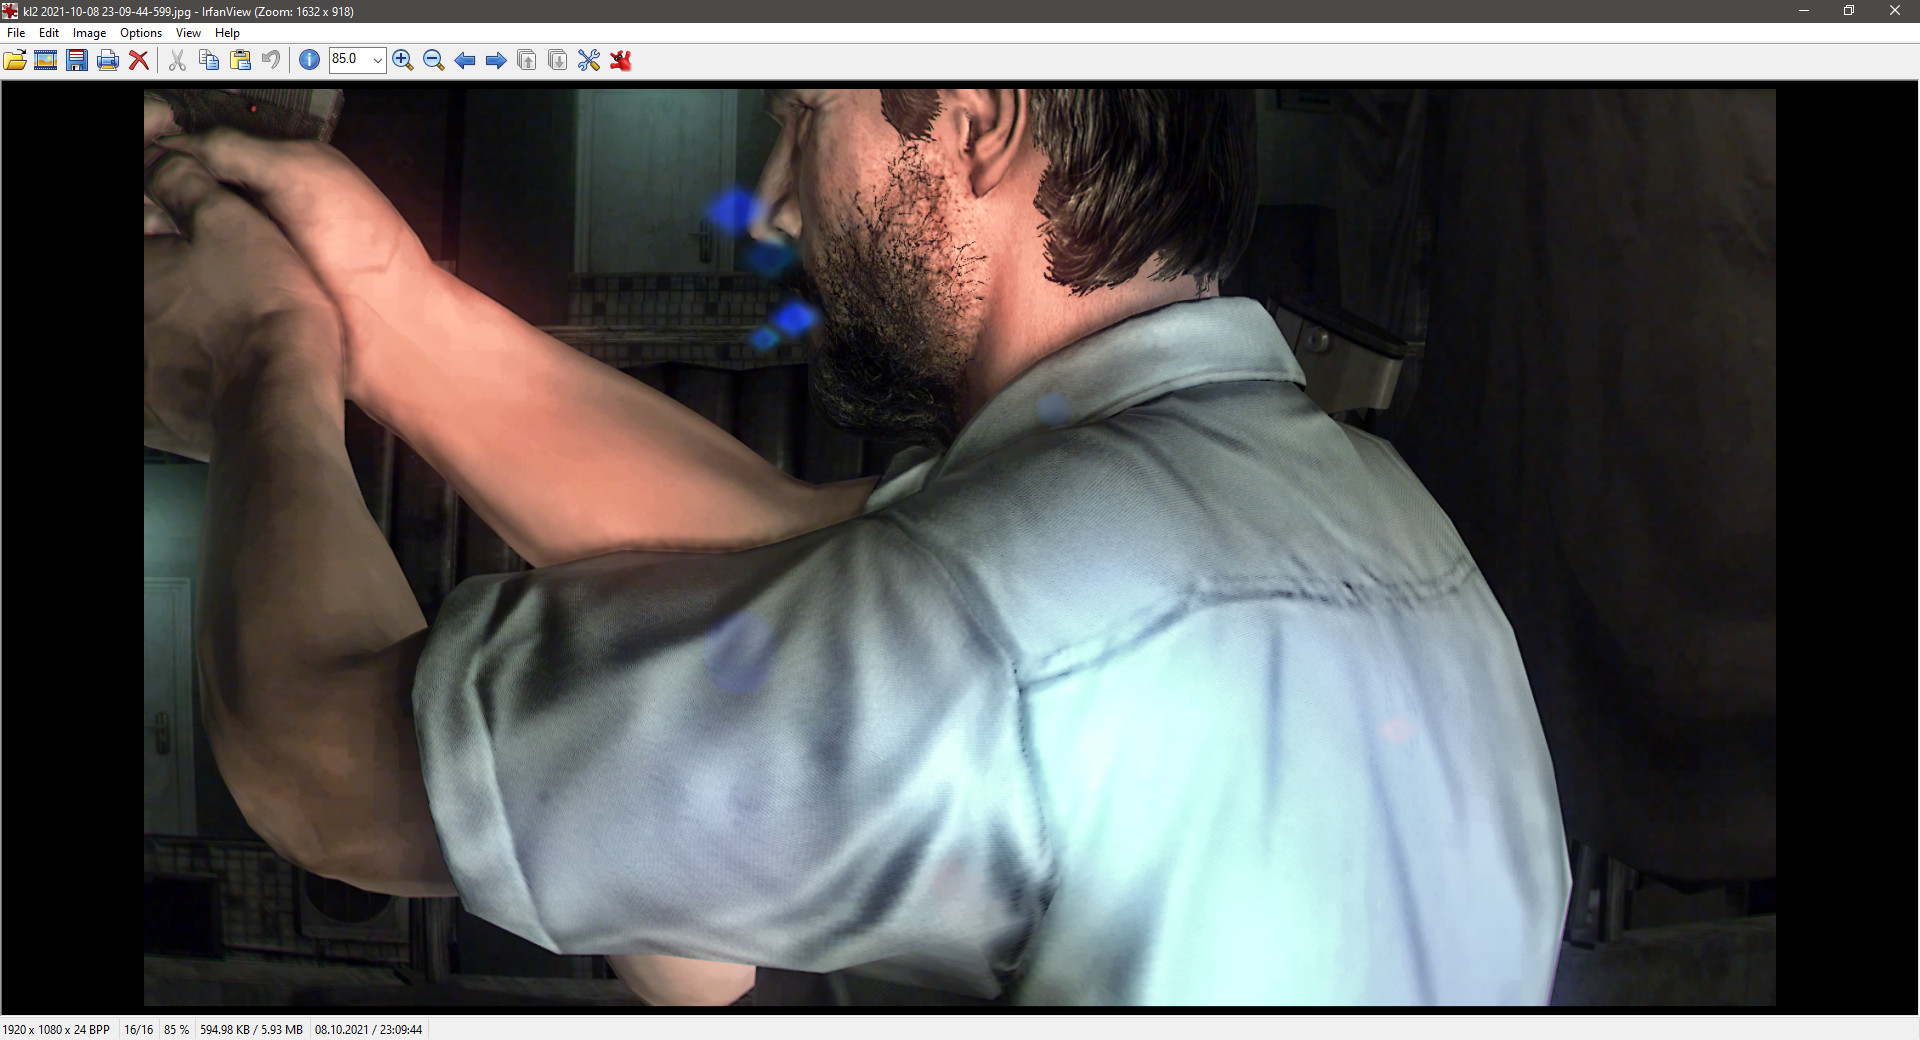 kl2 2021-10-08 23-09-44-599.jpg - IrfanView (Zoom: 1632 x 918)
File Edit Image Options View Help
85.0
1920 x 1080 x 24 BPP 16/16 85 % 594.98 KB / 5.93 MB 08.10.2021 / 23:09:44